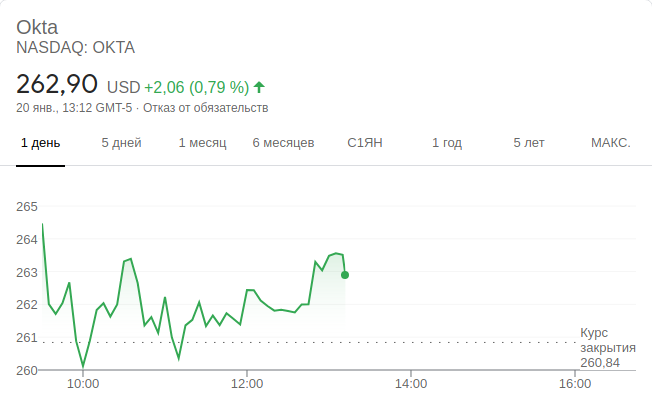 Okta
NASDAQ: OKTA
262,90 USD +2,06 (0,79 %)
20 янв., 13:12 GMT-5 · Отказ от обязательств
1 день 5 дней 1 месяц 6 месяцев С1ЯН 1 год 5 лет МАКС.
265
264
263
262
261
260
Курс
закрытия
260,84
10:00 12:00 14:00 16:00